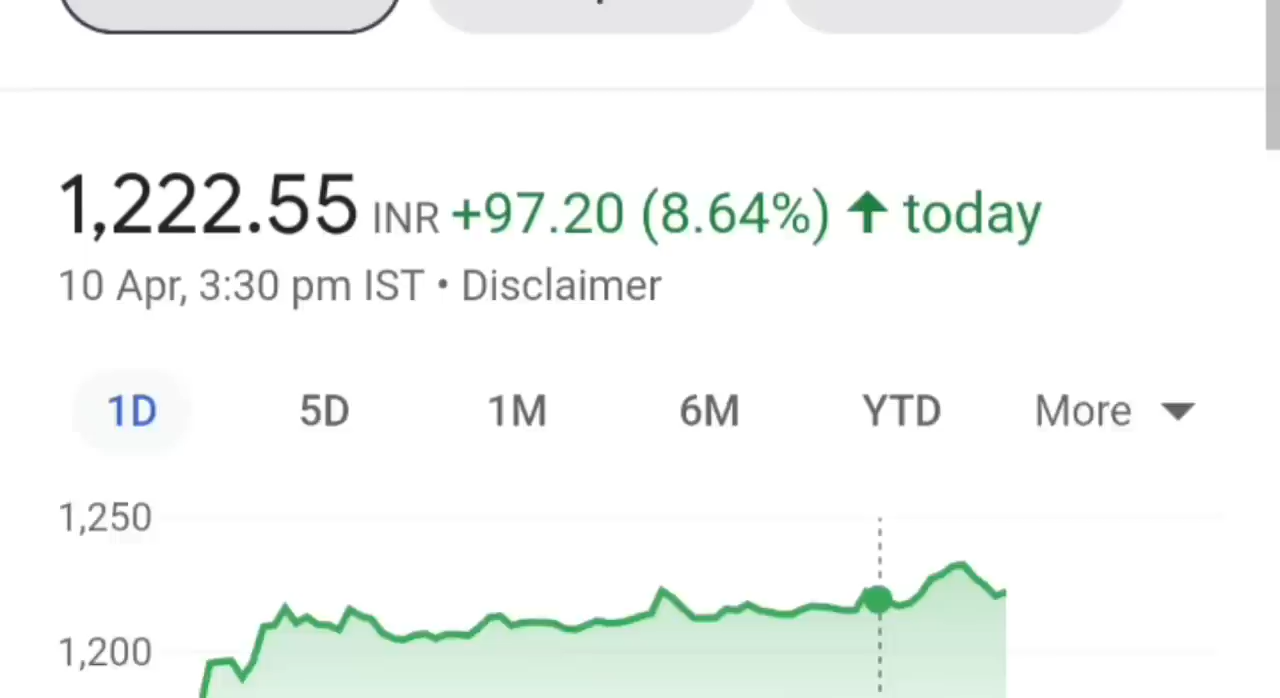 1,222.55 INR +97.20 (8.64%) ↑ today
10 Apr, 3:30 pm IST • Disclaimer
1D 5D 1M 6M YTD More
1,250
1,200